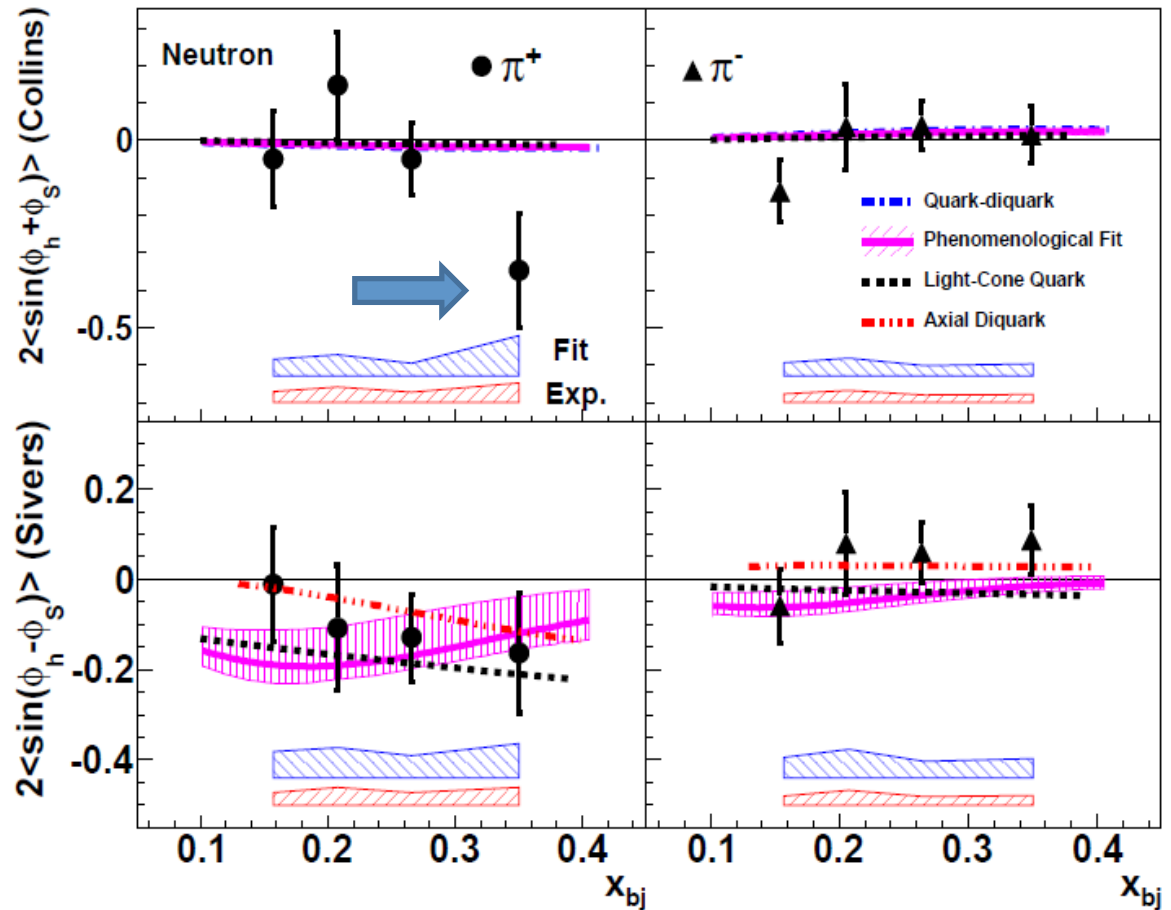 2<sin(ϕh+ϕS)> (Collins)
Neutron
π+
π-
0
-0.5
Fit
Exp.
Quark-diquark
Phenomenological Fit
Light-Cone Quark
Axial Diquark
2<sin(ϕh-ϕS)> (Sivers)
0.2
0
-0.2
-0.4
0.1 0.2 0.3 0.4 0.1 0.2 0.3 0.4
xbj xbj